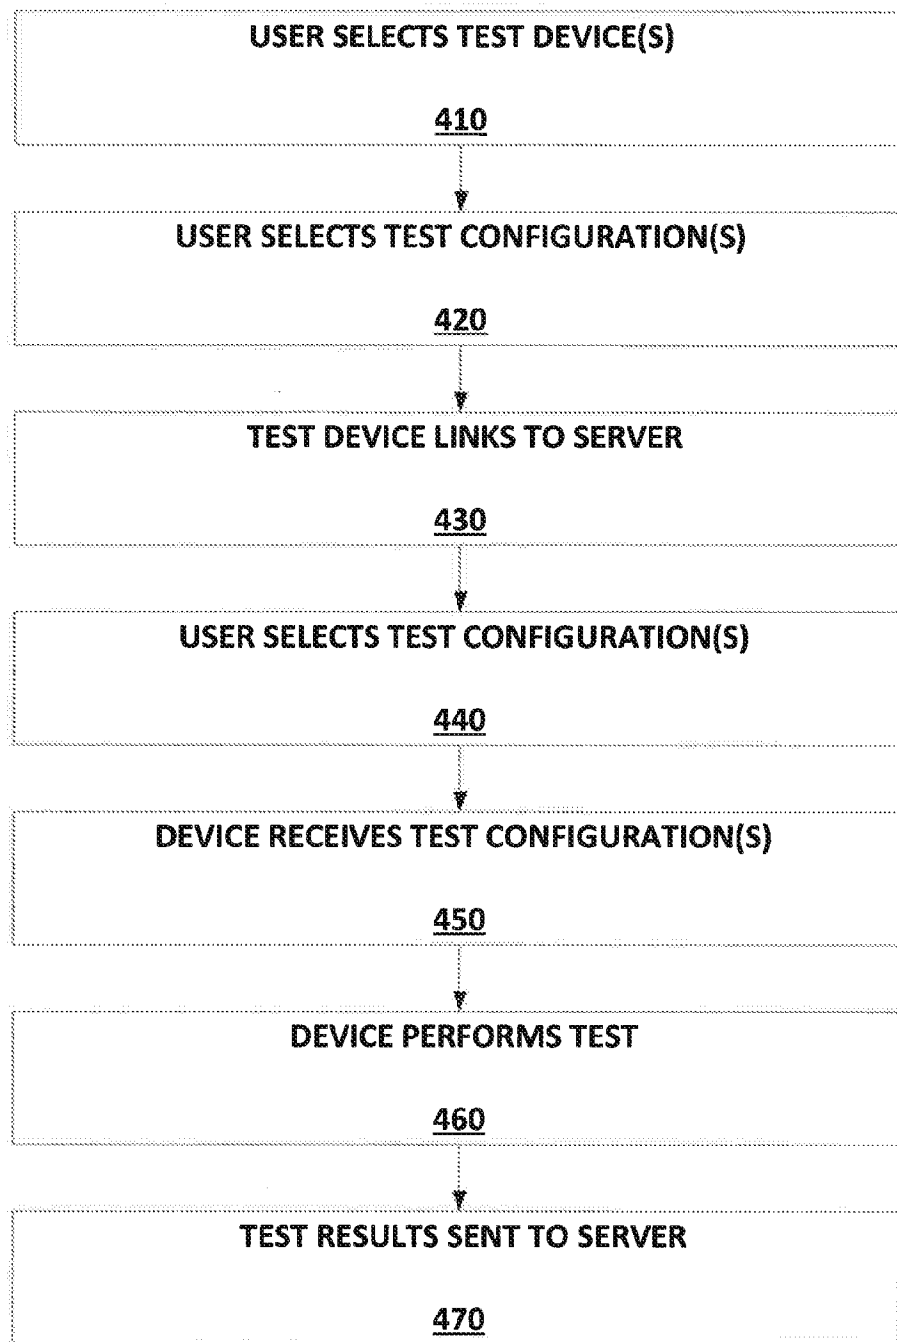 USER SELECTS TEST DEVICE(S)
410
USER SELECTS TEST CONFIGURATION(S)
420
TEST DEVICE LINKS TO SERVER
430
USER SELECTS TEST CONFIGURATION(S)
440
DEVICE RECEIVES TEST CONFIGURATION(S)
450
DEVICE PERFORMS TEST
460
TEST RESULTS SENT TO SERVER
470